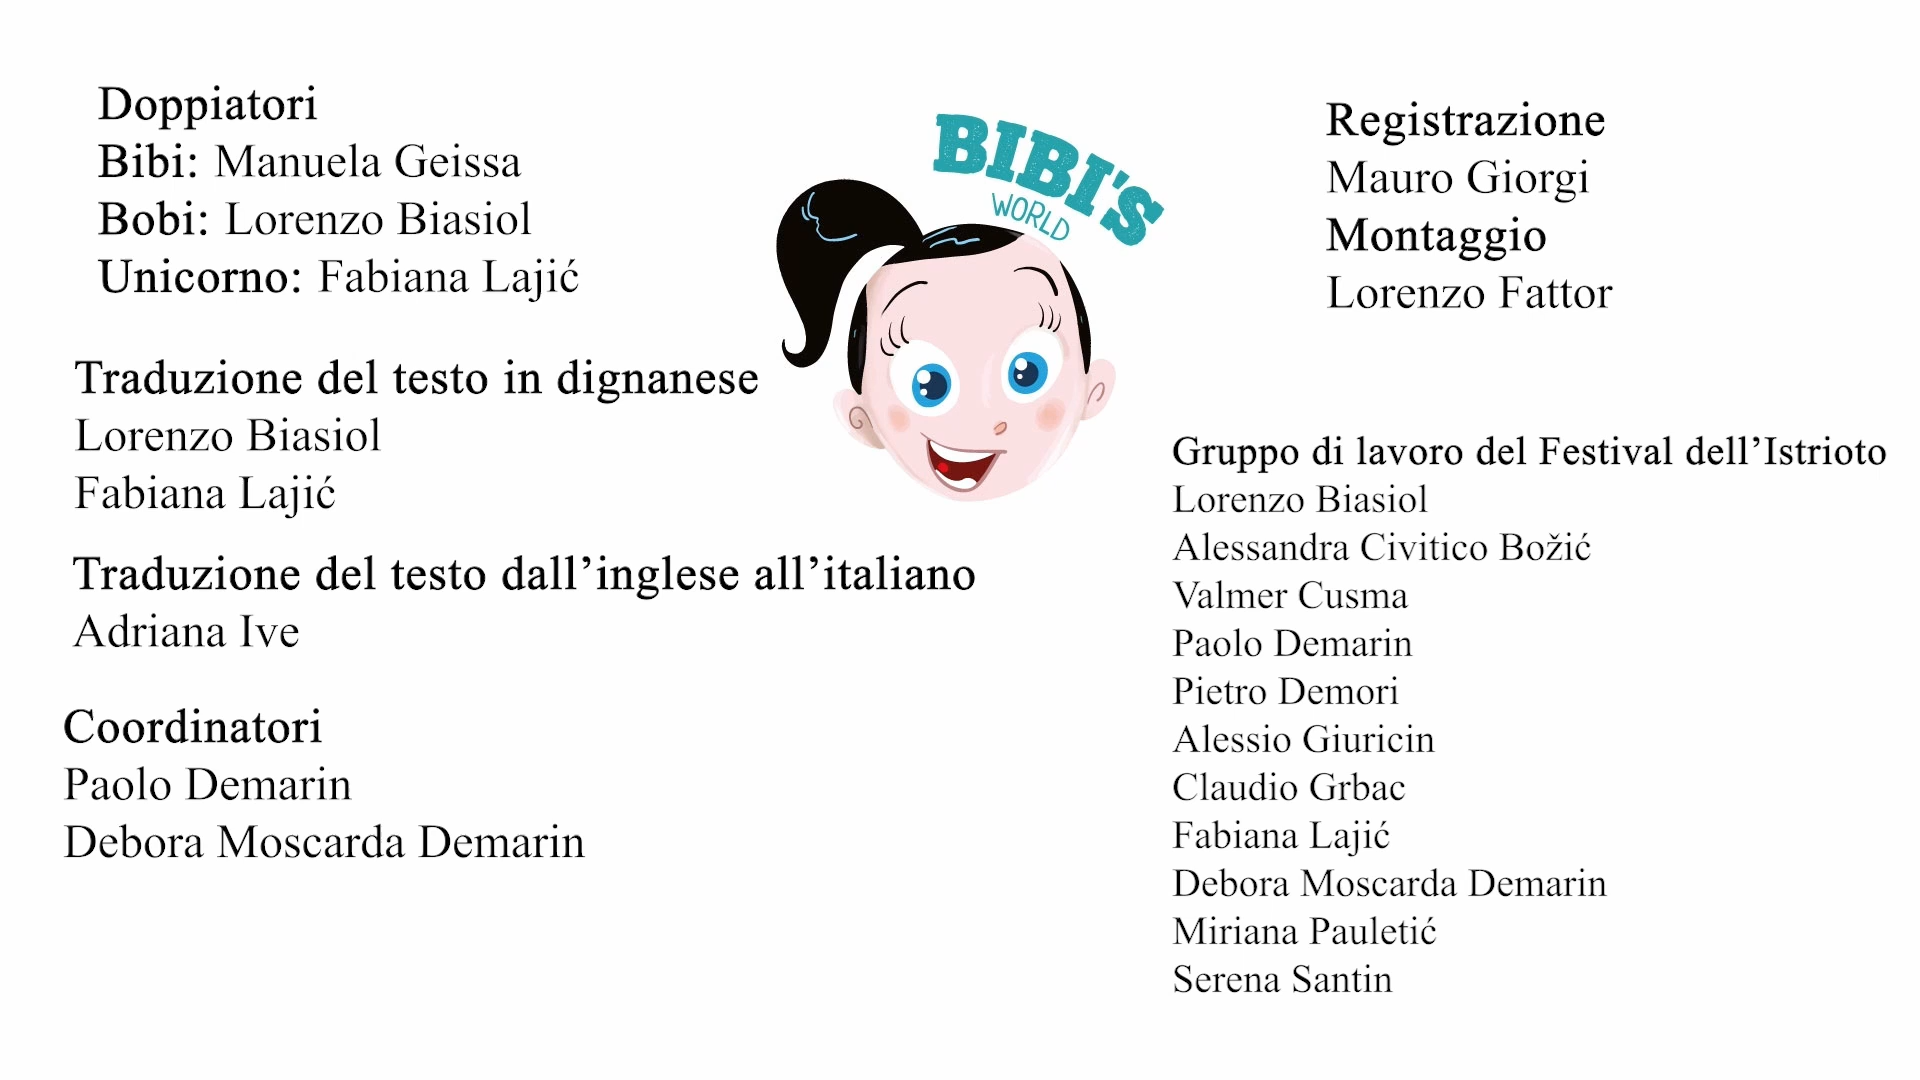 Doppiatori
Bibi: Manuela Geissa
Bobi: Lorenzo Biasiol
Unicorno: Fabiana Lajić
Traduzione del testo in dignanese
Lorenzo Biasiol
Fabiana Lajić
Traduzione del testo dall’inglese all’italiano
Adriana Ive
Coordinatori
Paolo Demarin
Debora Moscarda Demarin
BIBI'S
WORLD
Registrazione
Mauro Giorgi
Montaggio
Lorenzo Fattor
Gruppo di lavoro del Festival dell’Istrioto
Lorenzo Biasiol
Alessandra Civitico Božić
Valmer Cusma
Paolo Demarin
Pietro Demori
Alessio Giuricin
Claudio Grbac
Fabiana Lajić
Debora Moscarda Demarin
Miriana Pauletić
Serena Santin